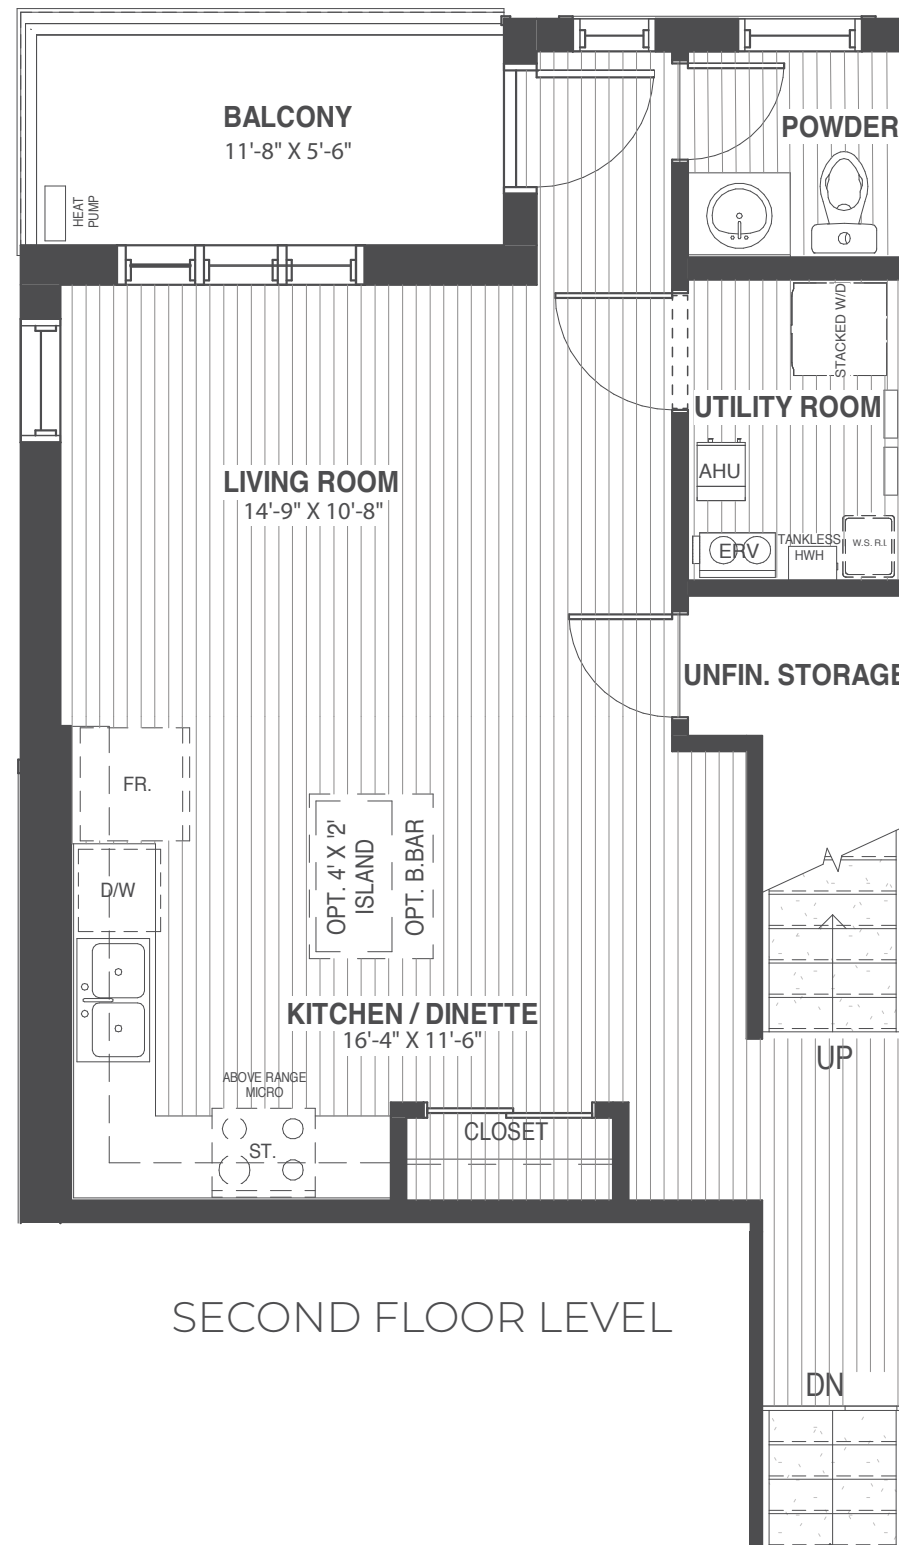 BALCONY
11'-8" X 5'-6"
HEAT
PUMP
POWDER
STACKED W/D
UTILITY ROOM
AHU
ERV
TANKLESS
HWH
W.S. R.I.
LIVING ROOM
14'-9" X 10'-8"
UNFIN. STORAGE
FR.
D/W
OPT. 4' X '2'
ISLAND
OPT. B.BAR
KITCHEN / DINETTE
16'-4" X 11'-6"
UP
ABOVE RANGE
MICRO
ST.
CLOSET
SECOND FLOOR LEVEL
DN